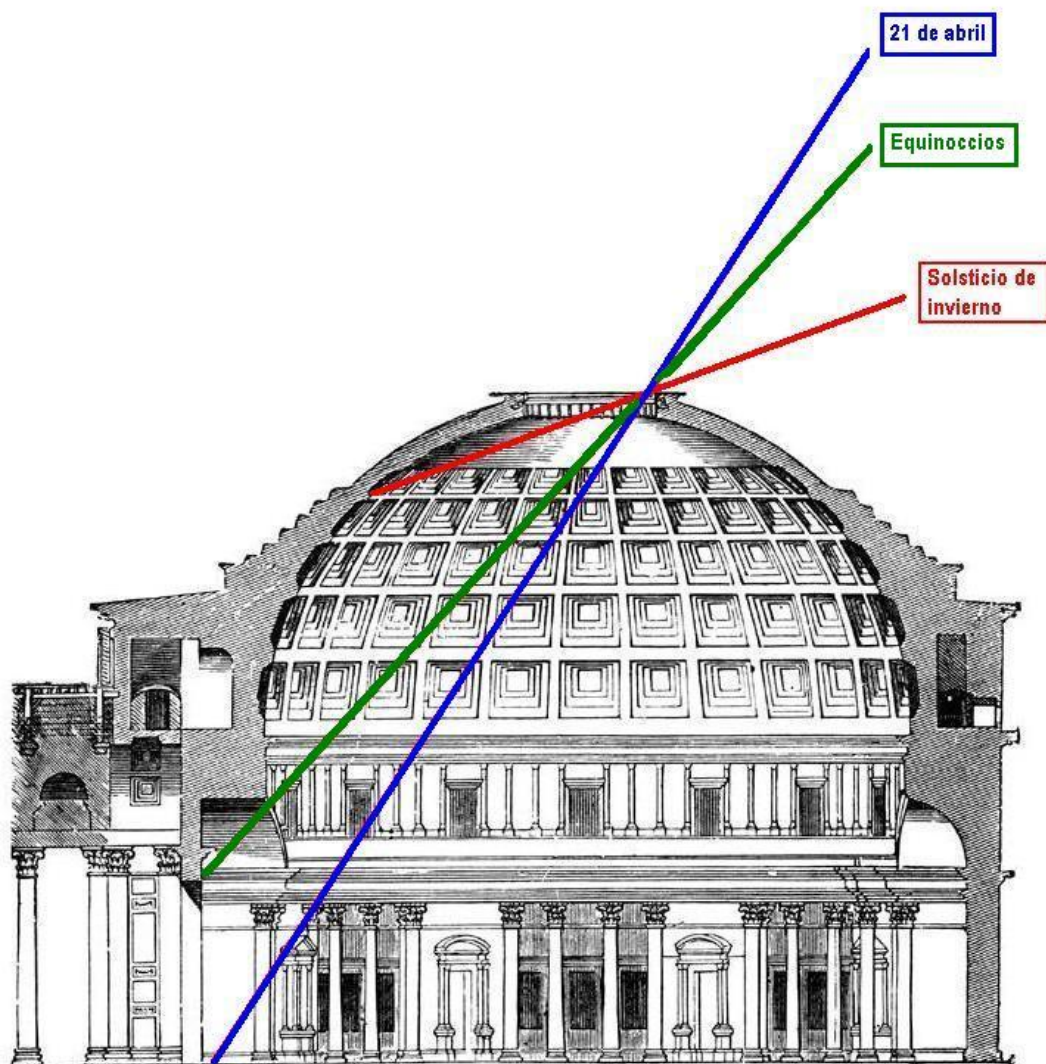 21 de abril
Equinoccios
Solsticio de
invierno